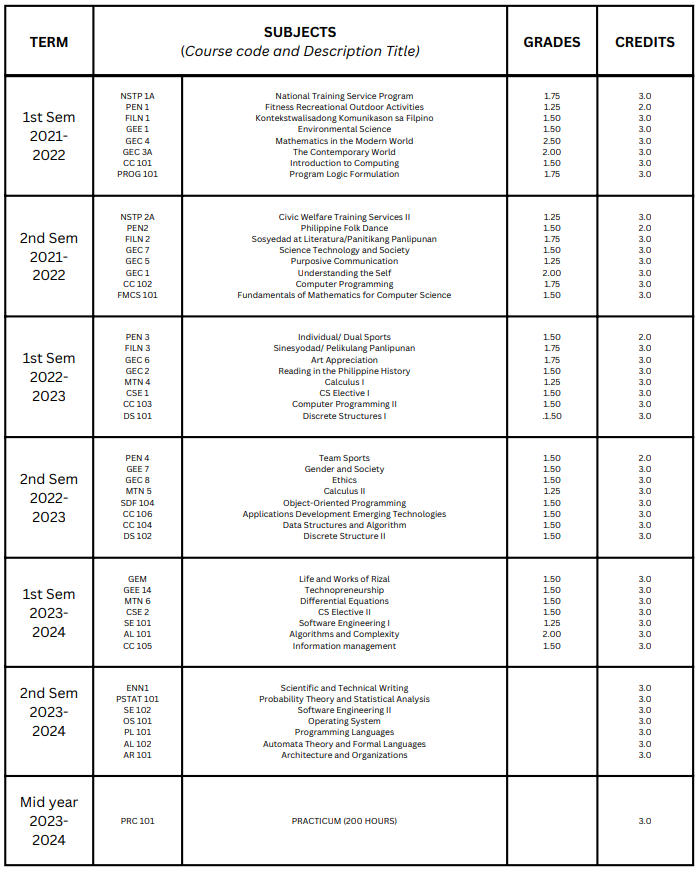 TERM SUBJECTS GRADES CREDITS
(Course code and Description Title)
1st Sem 2021-2022
NSTP 1A National Training Service Program 1.75 3.0
PEN 1 Fitness Recreational Outdoor Activities 1.25 2.0
FILN 1 Kontekstwalisadong Komunikason sa Filpino 1.50 3.0
GEE 1 Environmental Science 1.50 3.0
GEC 4 Mathematics in the Modern World 2.50 3.0
GEC 3A The Contemporary World 2.00 3.0
CC 101 Introduction to Computing 1.50 3.0
PROG 101 Program Logic Formulation 1.75 3.0
2nd Sem 2021-2022
NSTP 2A Civic Welfare Training Services II 1.25 3.0
PEN2 Philippine Folk Dance 1.50 2.0
FILN 2 Sosyedad at Literatura/Panitikang Panlipunan 1.75 3.0
GEC 7 Science Technology and Society 1.50 3.0
GEC 5 Purposive Communication 1.25 3.0
GEC 1 Understanding the Self 2.00 3.0
CC 102 Computer Programming 1.75 3.0
FMCS 101 Fundamentals of Mathematics for Computer Science 1.50 3.0
1st Sem 2022-2023
PEN 3 Individual/ Dual Sports 1.50 2.0
FILN 3 Sinesyodad/ Pelikulang Panlipunan 1.75 3.0
GEC 6 Art Appreciation 1.75 3.0
GEC 2 Reading in the Philippine History 1.50 3.0
MTN 4 Calculus I 1.25 3.0
CSE 1 CS Elective I 1.50 3.0
CC 103 Computer Programming II 1.50 3.0
DS 101 Discrete Structures I .1.50 3.0
2nd Sem 2022-2023
PEN 4 Team Sports 1.50 2.0
GEE 7 Gender and Society 1.50 3.0
GEC 8 Ethics 1.50 3.0
MTN 5 Calculus II 1.25 3.0
SDF 104 Object-Oriented Programming 1.50 3.0
CC 106 Applications Development Emerging Technologies 1.50 3.0
CC 104 Data Structures and Algorithm 1.50 3.0
DS 102 Discrete Structure II 1.50 3.0
1st Sem 2023-2024
GEM Life and Works of Rizal 1.50 3.0
GEE 14 Technopreneurship 1.50 3.0
MTN 6 Differential Equations 1.50 3.0
CSE 2 CS Elective II 1.50 3.0
SE 101 Software Engineering I 1.25 3.0
AL 101 Algorithms and Complexity 2.00 3.0
CC 105 Information management 1.50 3.0
2nd Sem 2023-2024
ENN1 Scientific and Technical Writing 3.0
PSTAT 101 Probability Theory and Statistical Analysis 3.0
SE 102 Software Engineering II 3.0
OS 101 Operating System 3.0
PL 101 Programming Languages 3.0
AL 102 Automata Theory and Formal Languages 3.0
AR 101 Architecture and Organizations 3.0
Mid year 2023-2024
PRC 101 PRACTICUM (200 HOURS) 3.0